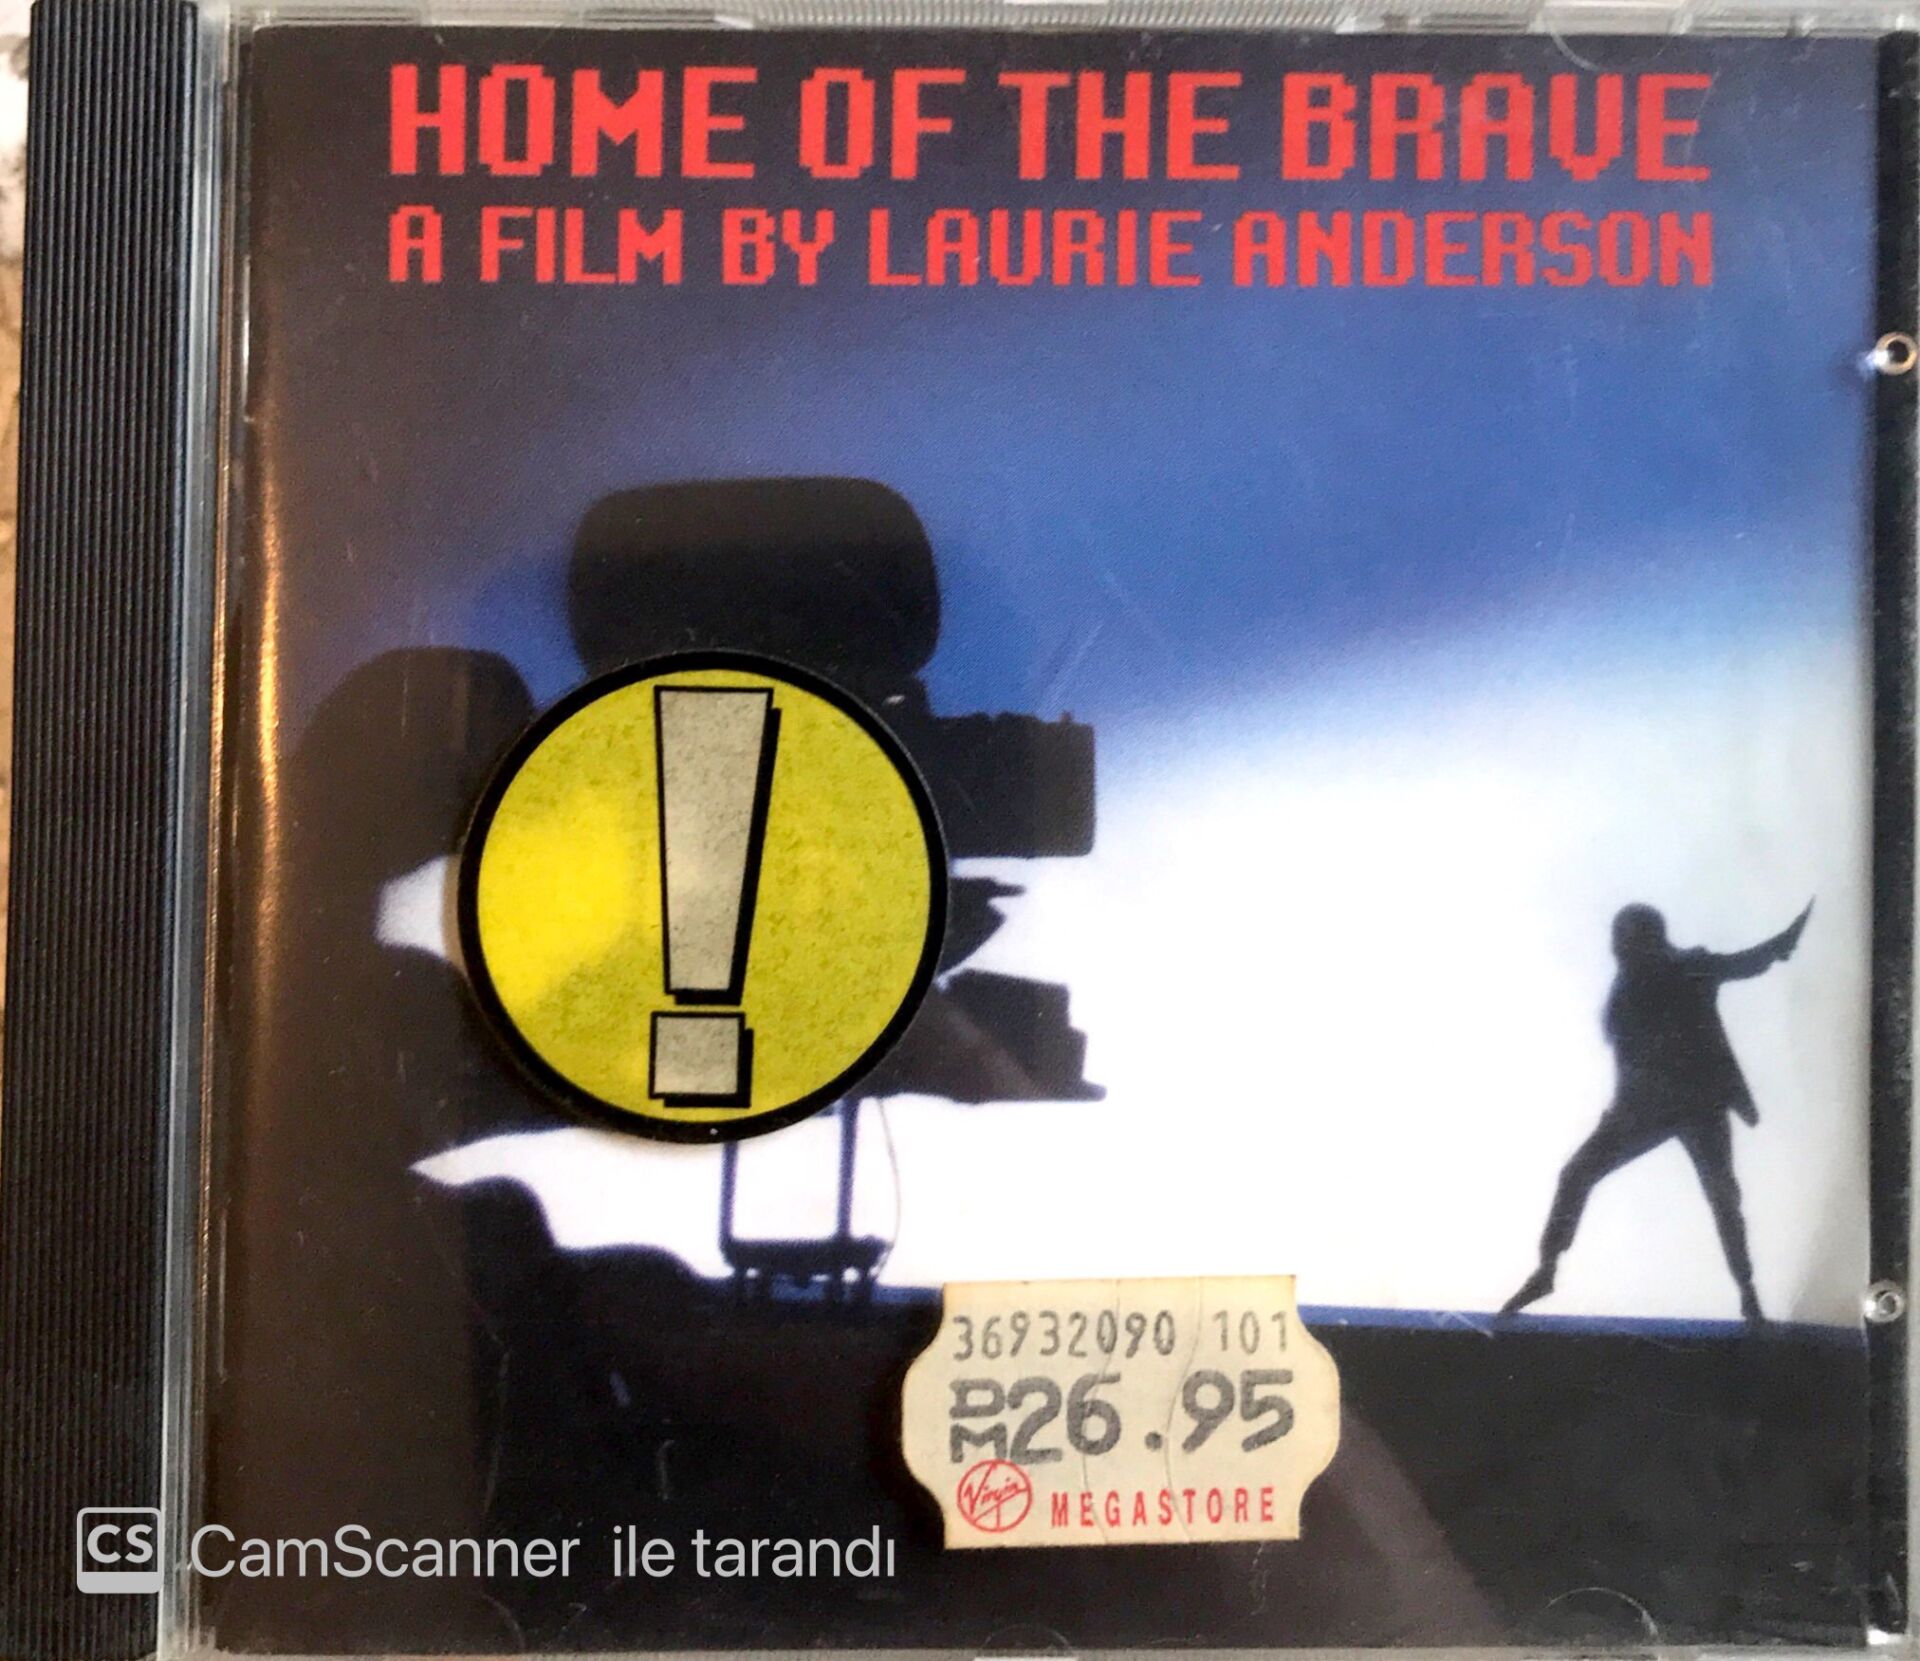 HOME OF THE BRAVE
A FILM BY LAURIE ANDERSON
!
36932090 101
DM26.95
Virgin MEGASTORE
CS CamScanner ile tarandı